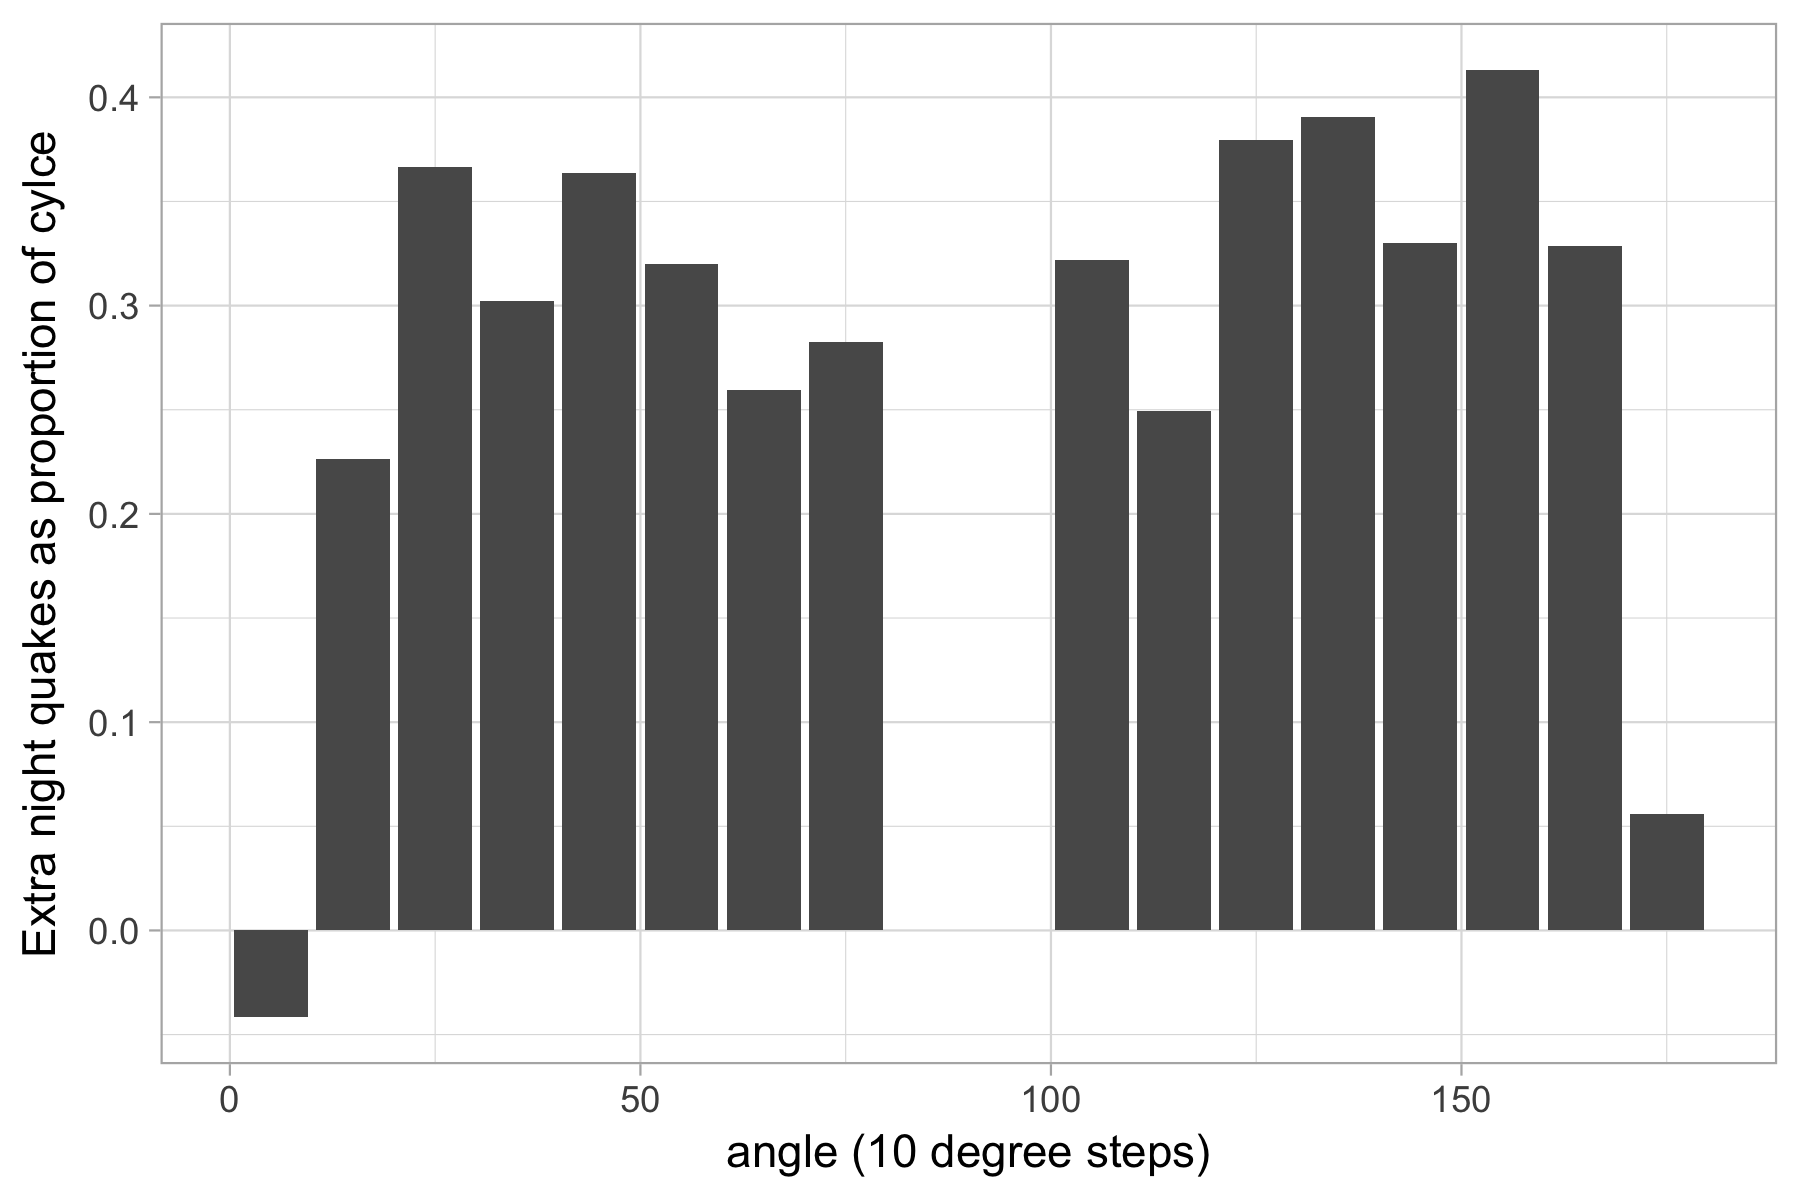 Extra night quakes as proportion of cylce
0.4
0.3
0.2
0.1
0.0
0 50 100 150
angle (10 degree steps)